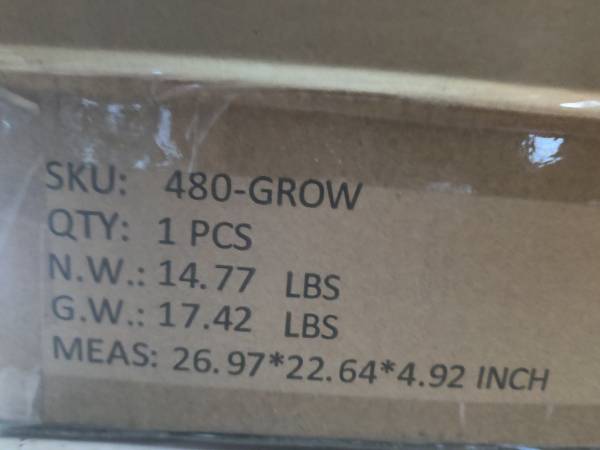 SKU: 480-GROW
QTY: 1 PCS
N.W.: 14.77 LBS
G.W.: 17.42 LBS
MEAS: 26.97*22.64*4.92 INCH